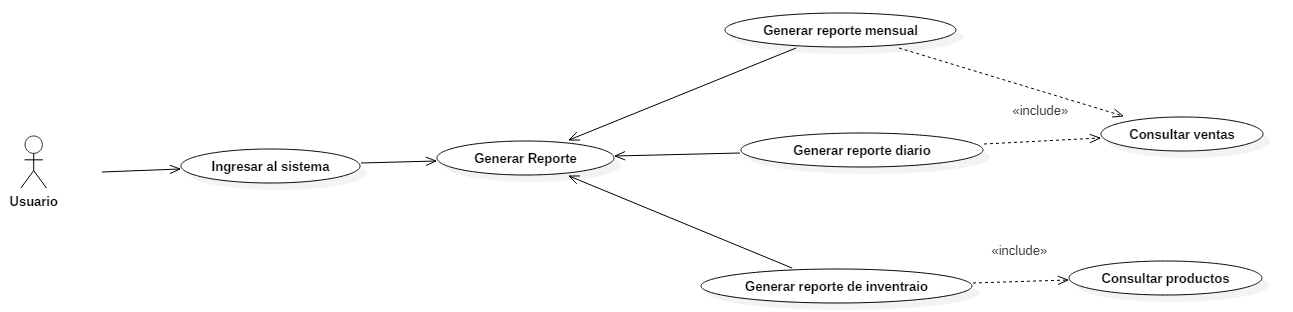 Generar reporte mensual
«include»
Consultar ventas
Generar reporte diario
Generar Reporte
Ingresar al sistema
Usuario
«include»
Generar reporte de inventraio
Consultar productos